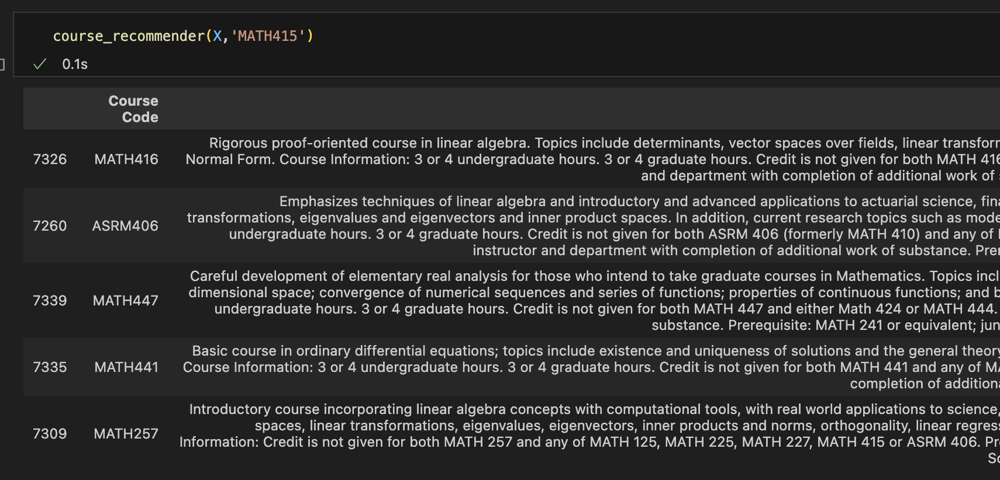 course_recommender(X,'MATH415')
0.1s
Course
Code
Rigorous proof-oriented course in linear algebra. Topics include determinants, vector spaces over fields, linear
7326 MATH416 Normal Form. Course Information: 3 or 4 undergraduate hours. 3 or 4 graduate hours. Credit is not given for both MATH 416
and department with completion of additional work of
Emphasizes techniques of linear algebra and introductory and advanced applications to actuarial science,
transformations, eigenvalues and eigenvectors and inner product spaces. In addition, current research topics such as
7260 ASRM406
undergraduate hours. 3 or 4 graduate hours. Credit is not given for both ASRM 406 (formerly MATH 410) and any of
instructor and department with completion of additional work of substance.
Careful development of elementary real analysis for those who intend to take graduate courses in Mathematics. Topics
dimensional space; convergence of numerical sequences and series of functions; properties of continuous functions; and
7339 MATH447
undergraduate hours. 3 or 4 graduate hours. Credit is not given for both MATH 447 and either Math 424 or MATH 444.
substance. Prerequisite: MATH 241 or equivalent;
Basic course in ordinary differential equations; topics include existence and uniqueness of solutions and the general theory
7335 MATH441 Course Information: 3 or 4 undergraduate hours. 3 or 4 graduate hours. Credit is not given for both MATH 441 and any of
completion of
Introductory course incorporating linear algebra concepts with computational tools, with real world applications to science,
spaces, linear transformations, eigenvalues, eigenvectors, inner products and norms, orthogonality, linear
7309 MATH257
Information: Credit is not given for both MATH 257 and any of MATH 125, MATH 225, MATH 227, MATH 415 or ASRM 406.